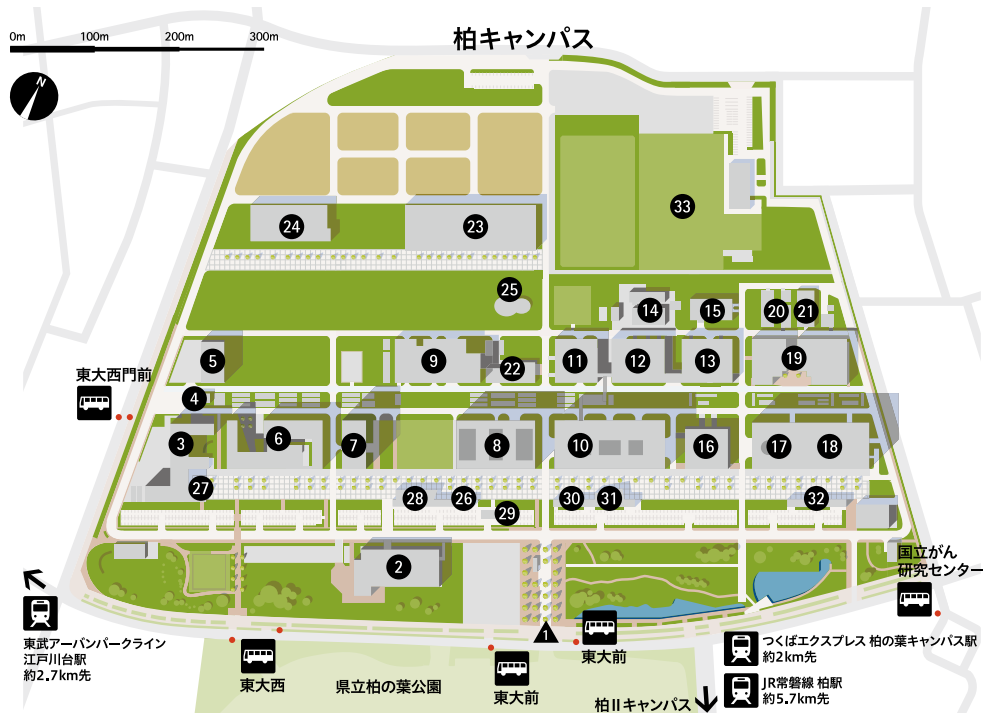 0m 100m 200m 300m
柏キャンパス
N
33
24
23
25
14
15
20
21
5
9
22
11
12
13
19
東大西門前
4
3
6
7
8
10
16
17
18
27
28
26
30
31
32
29
2
国立がん
研究センター
1
東武アーバンパークライン
江戸川台駅
約2.7km先
東大西
県立柏の葉公園
東大前
東大前
つくばエクスプレス 柏の葉キャンパス駅
約2km先
JR常磐線 柏駅
約5.7km先
柏IIキャンパス